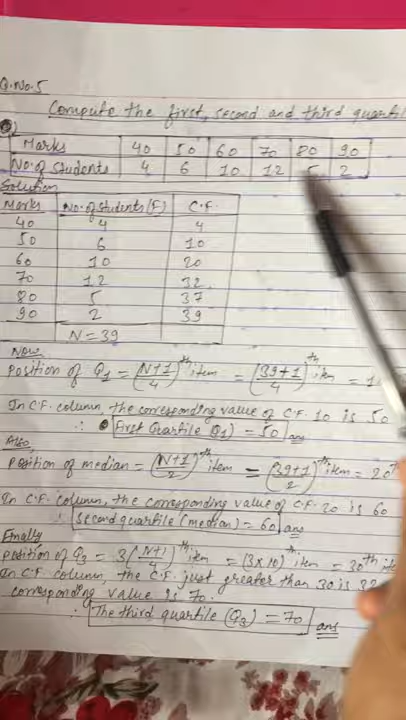 Q.No.5
Compute the first, second and third quartil
Marks 40 50 60 70 80 90
No. of Students 4 6 10 12 5 2
Solution
Marks No. of Students (F) C.F.
40 4 4
50 6 10
60 10 20
70 12 32
80 5 37
90 2 39
N = 39
Now
Position of Q1 = (N+1/4)th item = (39+1/4)th item = 1
In C.F. column, the corresponding value of C.F. 10 is 50
∴ First Quartile (Q1) = 50 ans
Also
Position of median = (N+1/2)th item = (39+1/2)th item = 20th
In C.F. column, the corresponding value of C.F. 20 is 60
∴ Second quartile (median) = 60 ans
Finally
Position of Q3 = 3(N+1/4)th item = (3×10)th item = 30th item
In C.F. column, the C.F. just greater than 30 is 32
corresponding value is 70.
∴ The third quartile (Q3) = 70 ans